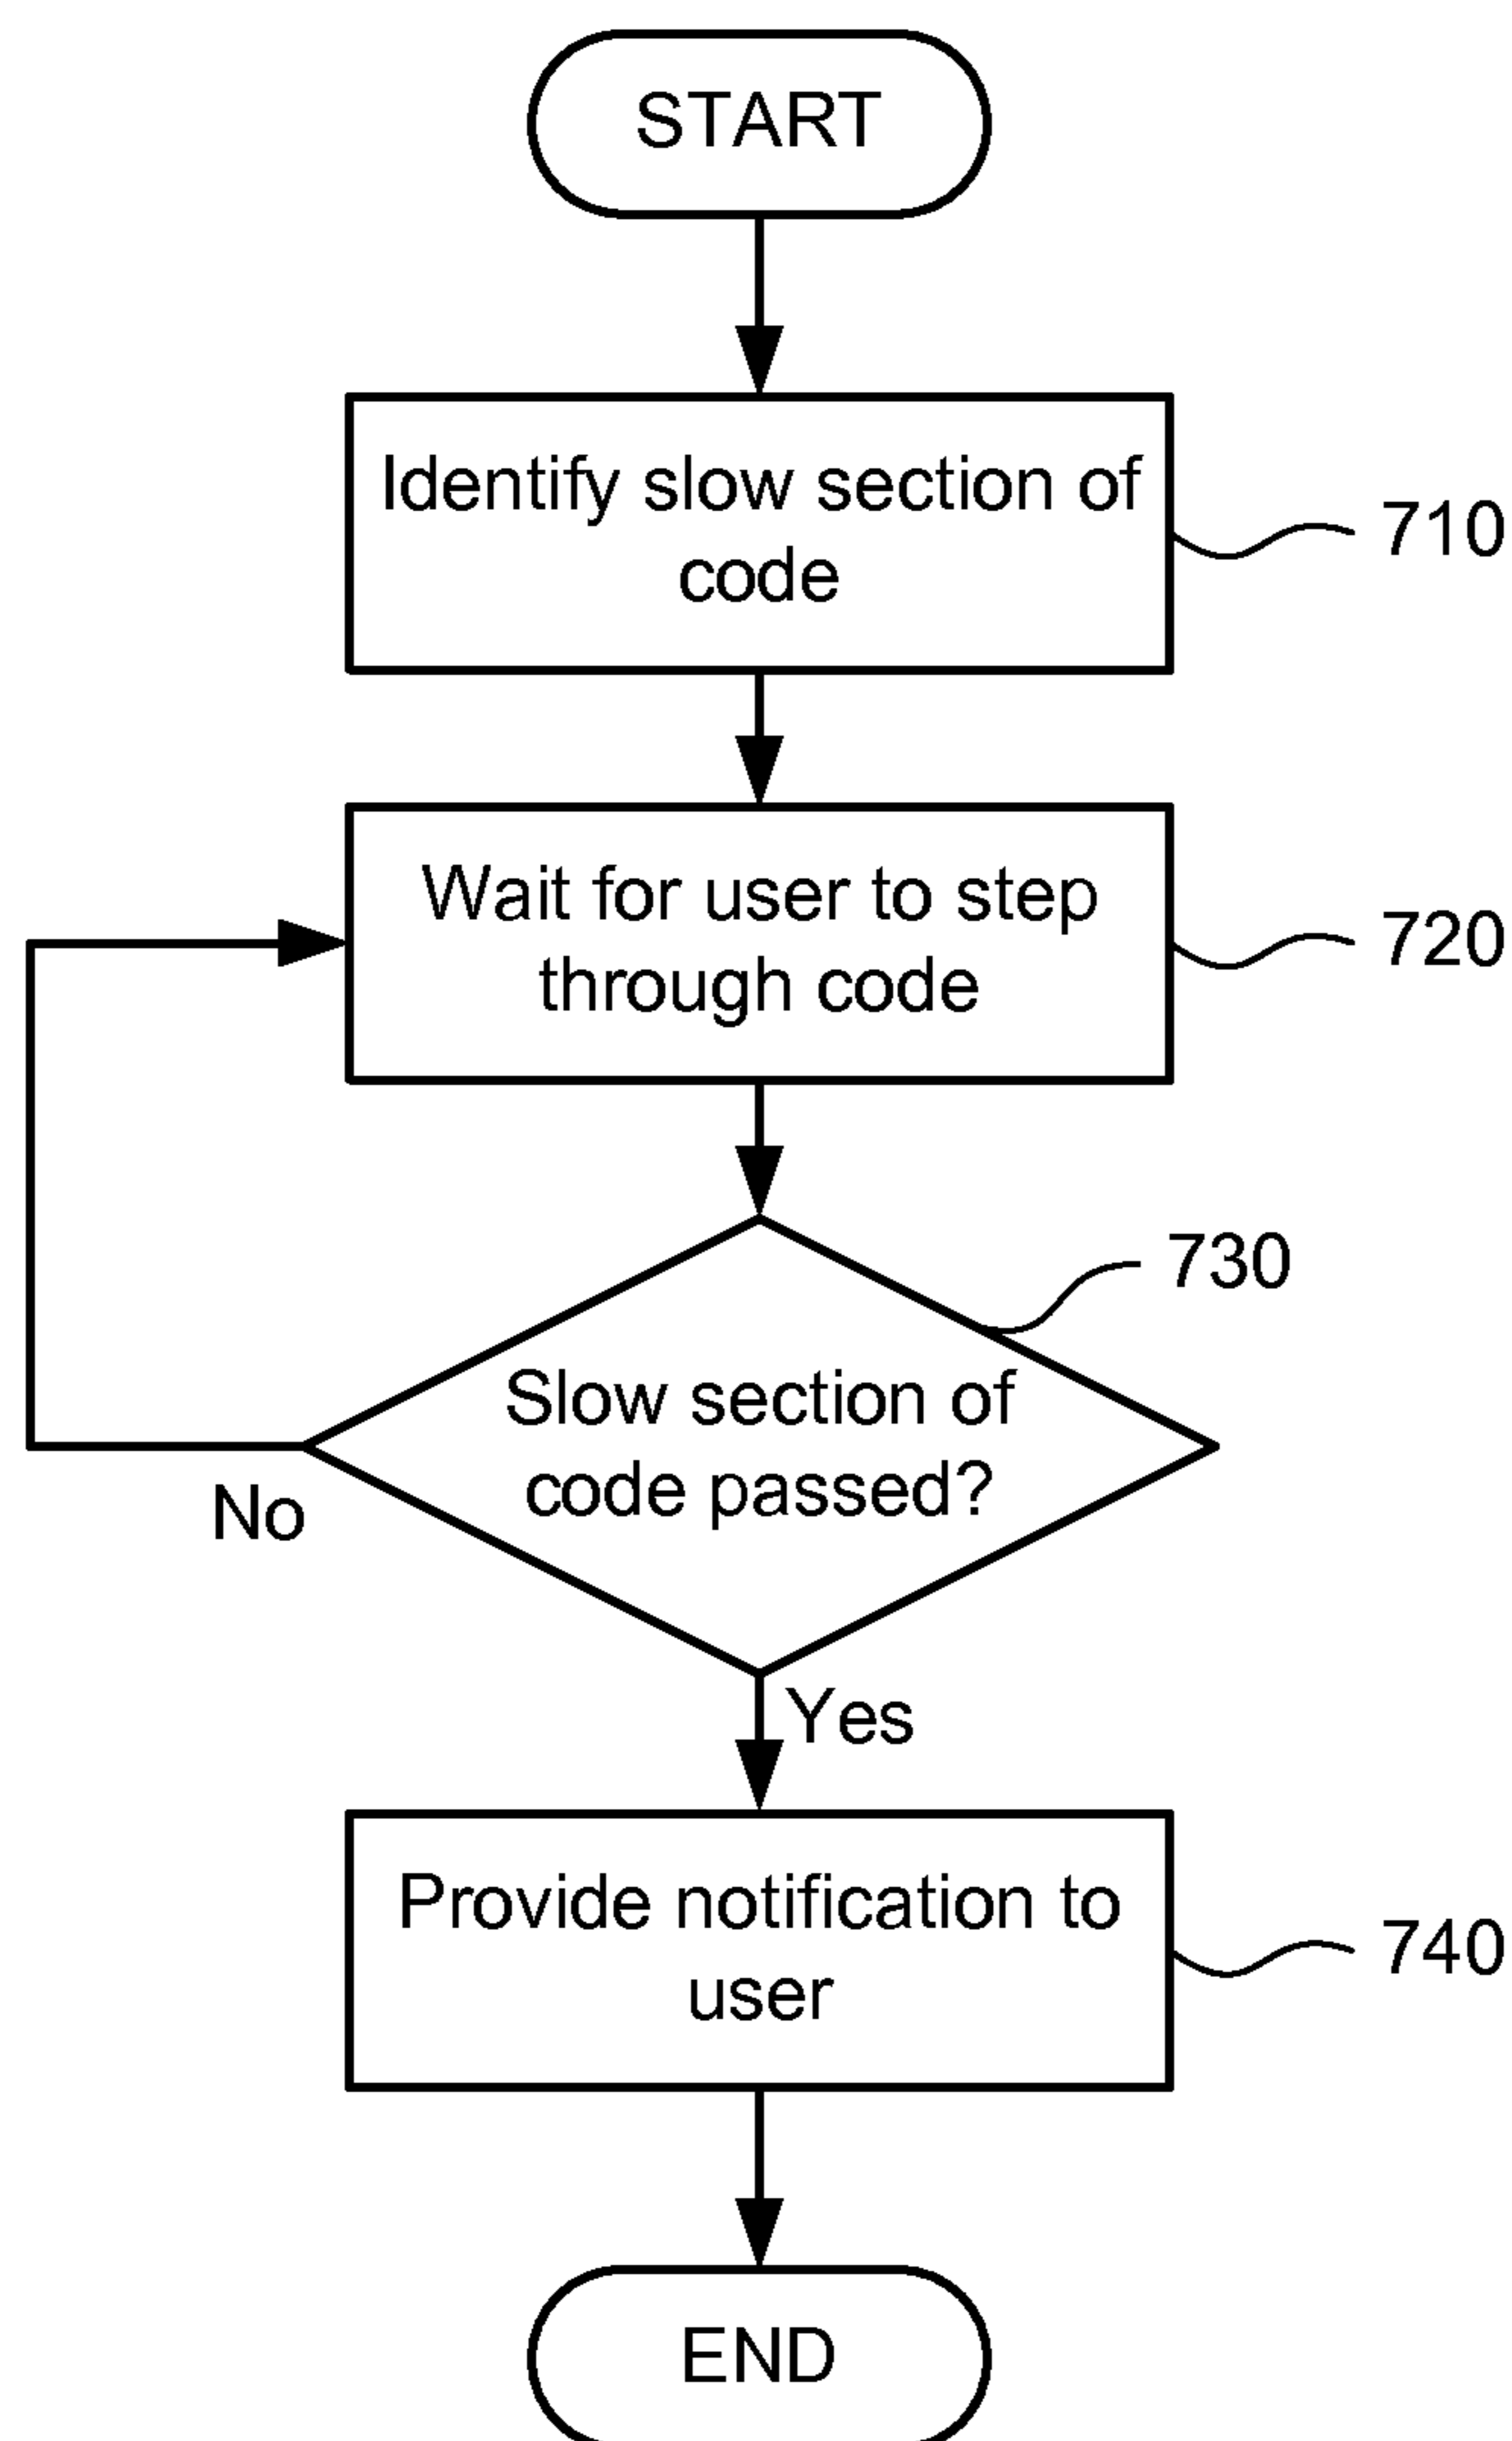 START
Identify slow section of
code
710
Wait for user to step
through code
720
730
Slow section of
code passed?
No
Yes
Provide notification to
user
740
END